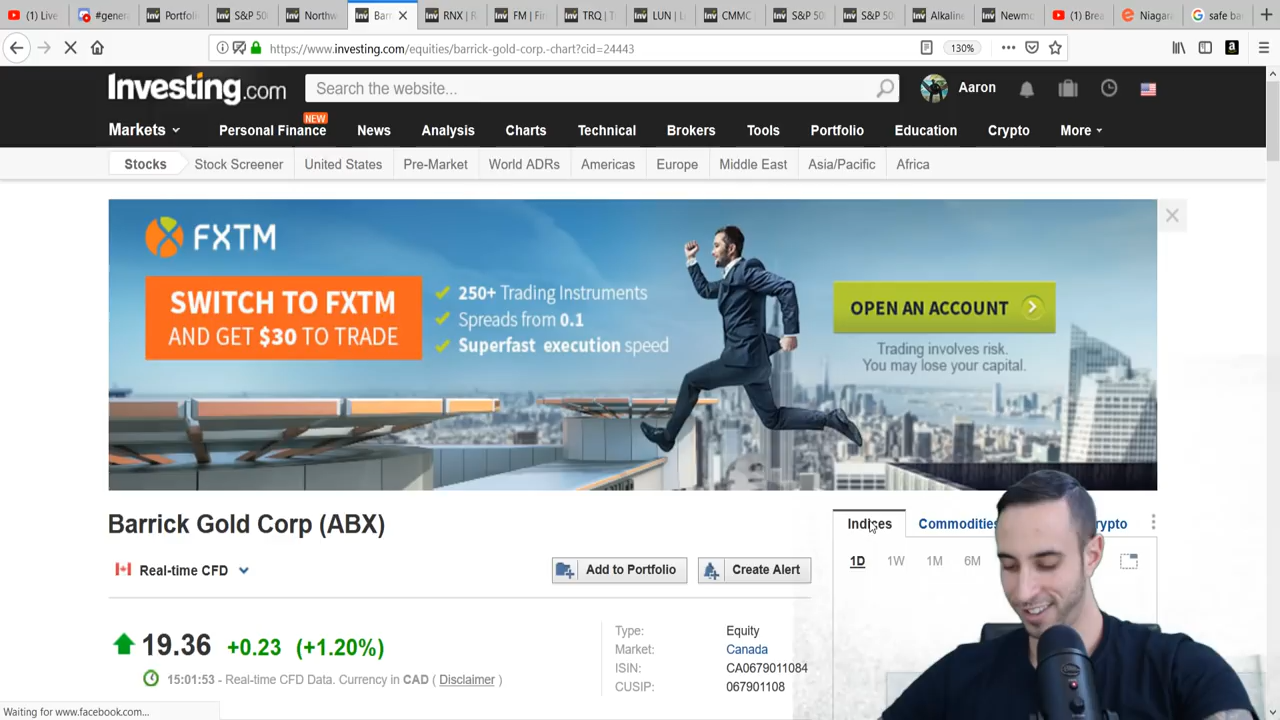 (1) Live
#gener
Portfol
S&P 50
Northw
Bar
RNX | R
FM | Fi
TRQ | T
LUN | L
CMMC
S&P 50
S&P 50
Alkaline
Newmo
(1) Brea
Niagara
safe ba
https://www.investing.com/equities/barrick-gold-corp.-chart?cid=24443
130%
Investing.com
Search the website...
Aaron
NEW
Markets
Personal Finance
News
Analysis
Charts
Technical
Brokers
Tools
Portfolio
Education
Crypto
More
Stocks
Stock Screener
United States
Pre-Market
World ADRs
Americas
Europe
Middle East
Asia/Pacific
Africa
FXTM
SWITCH TO FXTM
AND GET $30 TO TRADE
250+ Trading Instruments
Spreads from 0.1
Superfast execution speed
OPEN AN ACCOUNT
Trading involves risk.
You may lose your capital.
Barrick Gold Corp (ABX)
Indices
Commodities
rypto
Real-time CFD
Add to Portfolio
Create Alert
1D
1W
1M
6M
19.36 +0.23 (+1.20%)
15:01:53 - Real-time CFD Data. Currency in CAD ( Disclaimer )
Type: Equity
Market: Canada
ISIN: CA0679011084
CUSIP: 067901108
Waiting for www.facebook.com...